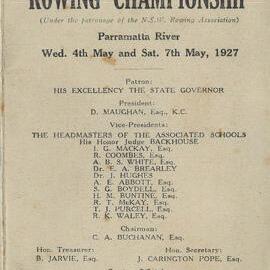 ROWING CHAMPIONSHIP
(Under the patronage of the N.S.W. Rowing Association)
Parramatta River
Wed. 4th May and Sat. 7th May, 1927
Patron:
HIS EXCELLENCY THE STATE GOVERNOR
President:
D. MAUGHAN, Esq., K.C.
Vice-Presidents:
THE HEADMASTERS OF THE ASSOCIATED SCHOOLS
His Honor Judge BACKHOUSE
I. G. MACKAY, Esq.
R. COOMBES, Esq.
A. B. S. WHITE, Esq.
Dr. E. A. BREARLEY
Dr. J. HUGHES
A. E. ABBOTT, Esq.
S. G. BOYDELL, Esq.
H. M. BUNTINE, Esq.
R. T. McKAY, Esq.
T. J. PURCELL, Esq.
R. K. WALEY, Esq.
Chairman:
C. A. BUCHANAN, Esq.
Hon. Treasurer: Hon. Secretary:
B. JARVIE, Esq. J. CARINGTON POPE, Esq.